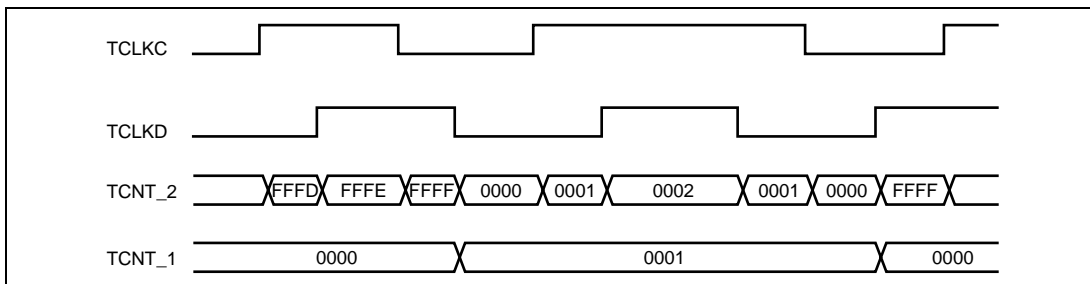 TCLKC
TCLKD
TCNT_2 FFFD FFFE FFFF 0000 0001 0002 0001 0000 FFFF
TCNT_1 0000 0001 0000